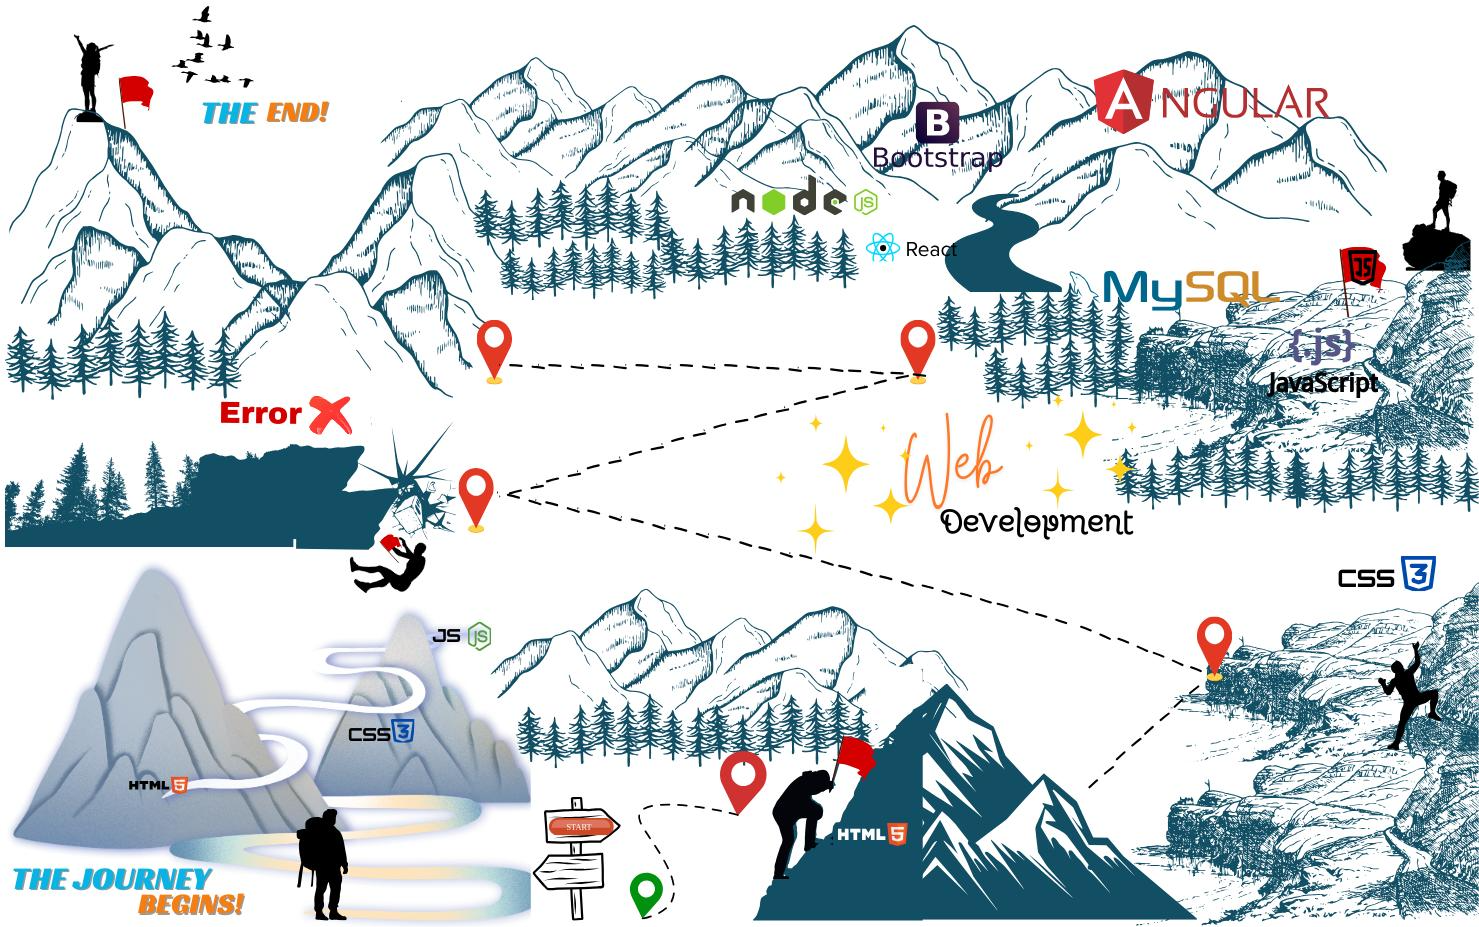 THE END!
B
Bootstrap
ANGULAR
node JS
React
MySQL
JS
{.js}
JavaScript
Error
Web
Development
CSS 3
JS JS
CSS 3
HTML 5
START
HTML 5
THE JOURNEY
BEGINS!